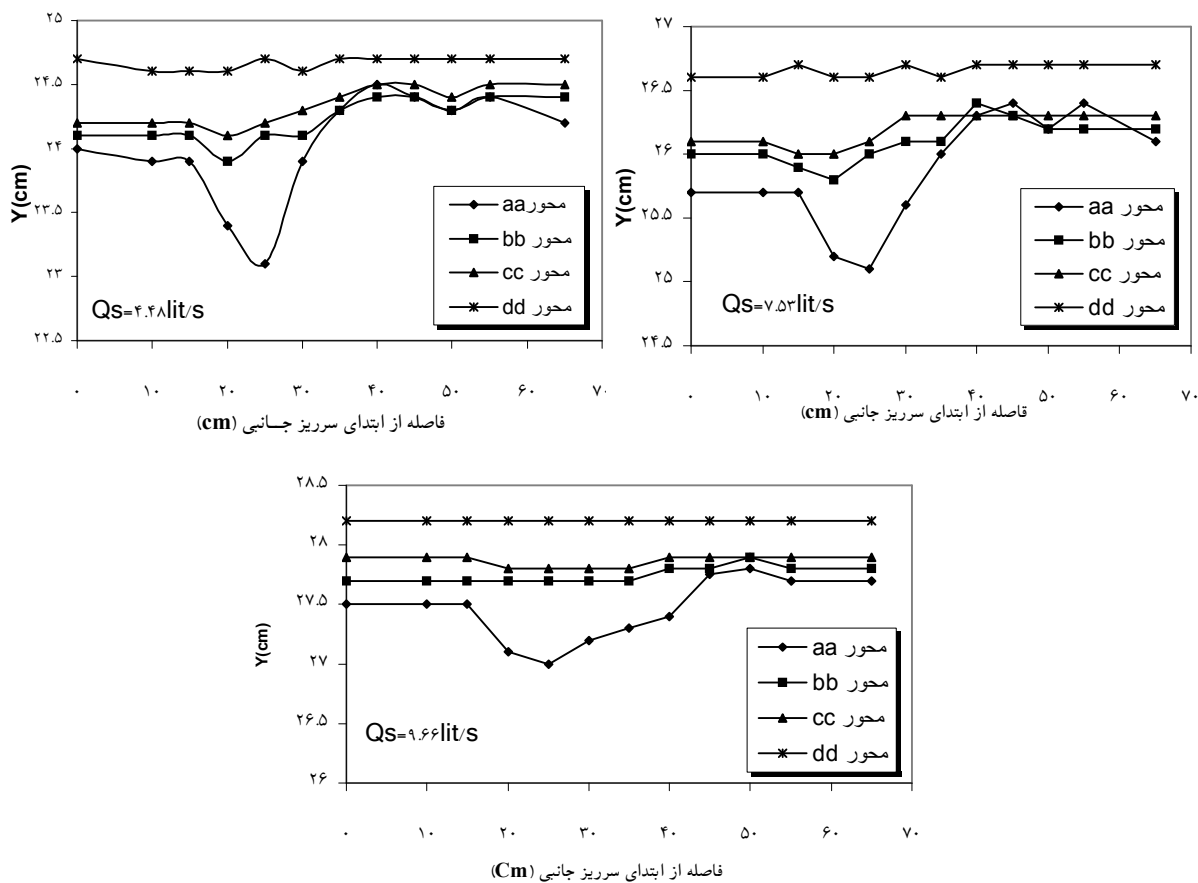 ۲۵
۲۴.۵
۲۴
۲۳.۵
۲۳
۲۲.۵
Y(cm)
محورaa
محور bb
محور cc
محور dd
Qs=۴.۴۸lit/s
۰ ۱۰ ۲۰ ۳۰ ۴۰ ۵۰ ۶۰ ۷۰
فاصله از ابتدای سرریز جـــانبی (cm)
۲۷
۲۶.۵
۲۶
۲۵.۵
۲۵
۲۴.۵
Y(cm)
محور aa
محور bb
محور cc
محور dd
Qs=۷.۵۳lit/s
۰ ۱۰ ۲۰ ۳۰ ۴۰ ۵۰ ۶۰ ۷۰
فاصله از ابتدای سرریز جانبی (cm)
۲۸.۵
۲۸
۲۷.۵
۲۷
۲۶.۵
۲۶
Y(cm)
محور aa
محور bb
محور cc
محور dd
Qs=۹.۶۶lit/s
۰ ۱۰ ۲۰ ۳۰ ۴۰ ۵۰ ۶۰ ۷۰
فاصله از ابتدای سرریز جانبی (Cm)